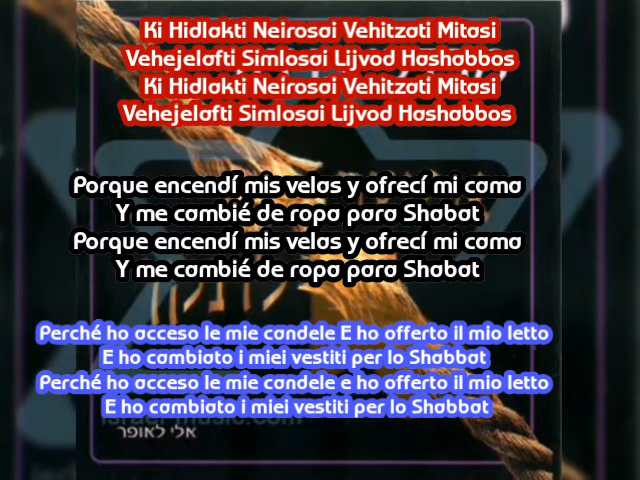 Ki Hidlakti Neirosai Vehitzati Mitasi
Vehejelafti Simlosai Lijvod Hashabbos
Ki Hidlakti Neirosai Vehitzati Mitasi
Vehejelafti Simlosai Lijvod Hashabbos
Porque encendí mis velas y ofrecí mi cama
Y me cambié de ropa para Shabat
Porque encendí mis velas y ofrecí mi cama
Y me cambié de ropa para Shabat
Perché ho acceso le mie candele E ho offerto il mio letto
E ho cambiato i miei vestiti per lo Shabbat
Perché ho acceso le mie candele e ho offerto il mio letto
E ho cambiato i miei vestiti per lo Shabbat
israel-music.com
אלי לאופר